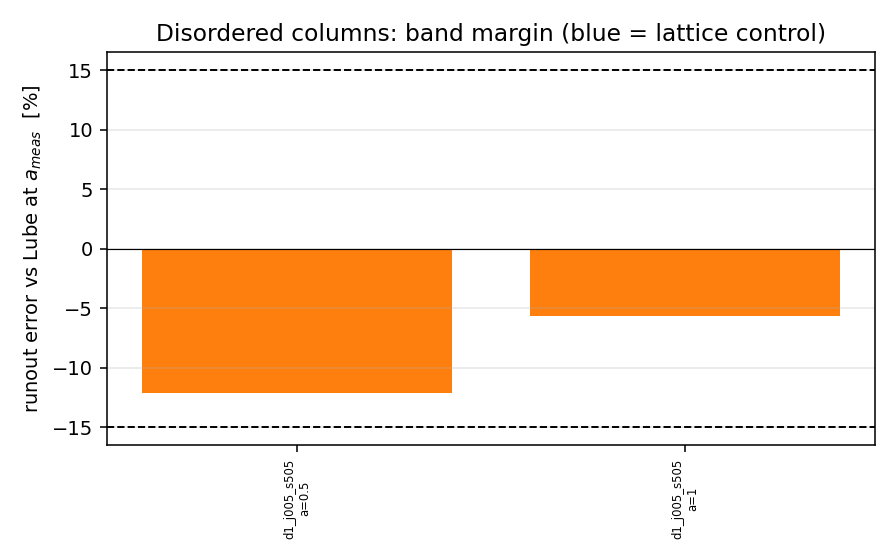 Disordered columns: band margin (blue = lattice control)
runout error vs Lube at a_meas [%]
15
10
5
0
−5
−10
−15
d1_j005_s505
a=0.5
d1_j005_s505
a=1